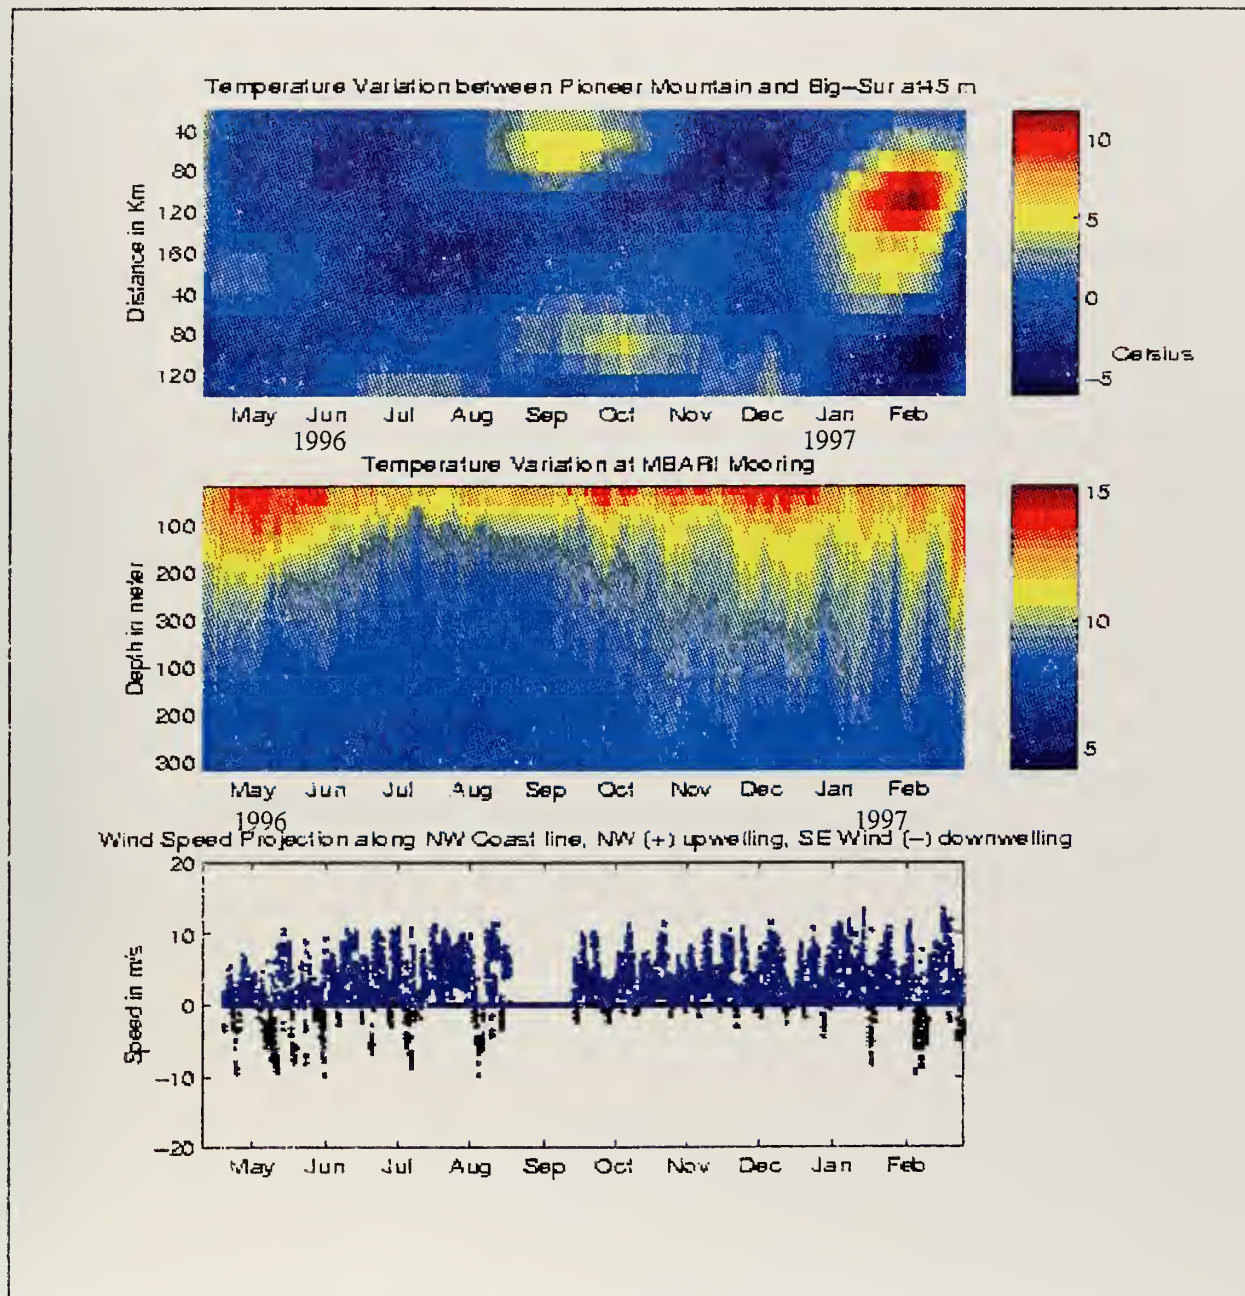 Temperature Variation between Pioneer Mountain and Big-Sur at45 m
40
80
120
160
40
80
120
Distance in Km
May Jun Jul Aug Sep Oct Nov Dec Jan Feb
1996 1997
10
5
0
-5
Celsius
Temperature Variation at MBARI Mooring
100
200
300
100
200
300
Depth in meter
May Jun Jul Aug Sep Oct Nov Dec Jan Feb
1996 1997
15
10
5
Wind Speed Projection along NW Coast line, NW (+) upwelling, SE Wind (-) downwelling
20
10
0
-10
-20
Speed in m/s
May Jun Jul Aug Sep Oct Nov Dec Jan Feb